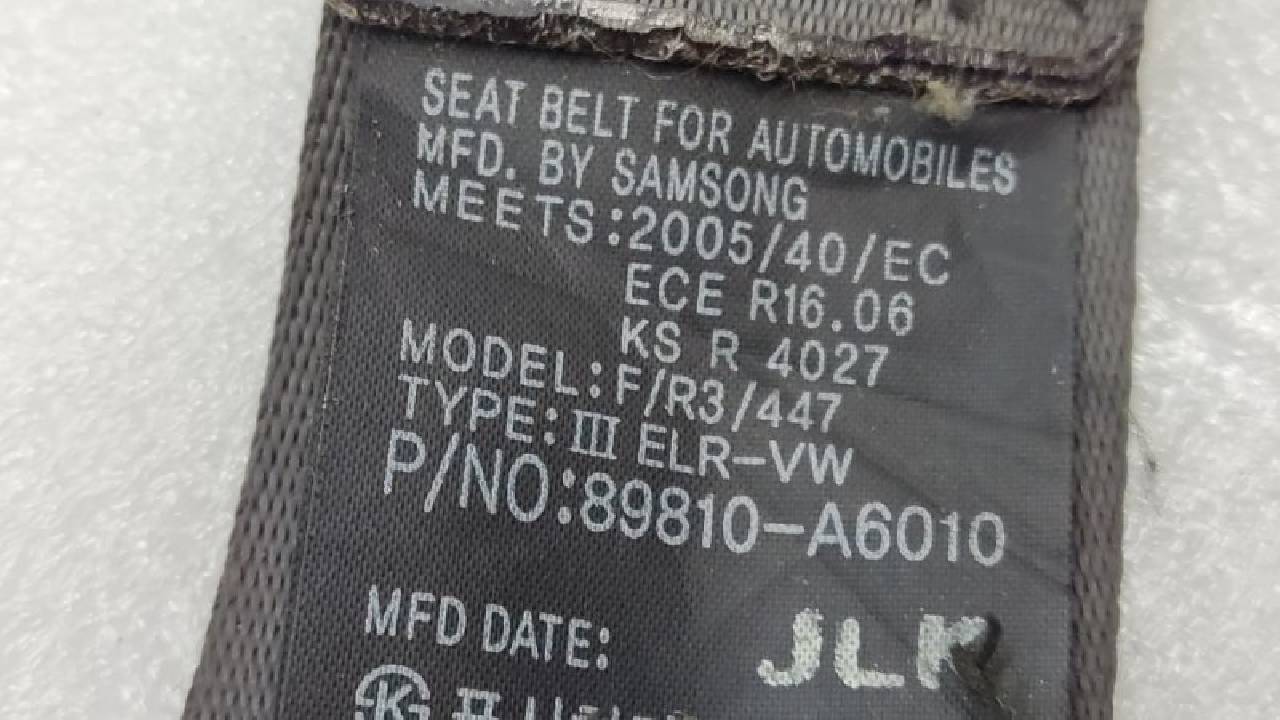 SEAT BELT FOR AUTOMOBILES
MFD. BY SAMSONG
MEETS:2005/40/EC
ECE R16.06
KS R 4027
MODEL:F/R3/447
TYPE:Ⅲ ELR-VW
P/NO:89810-A6010
MFD DATE: JLK